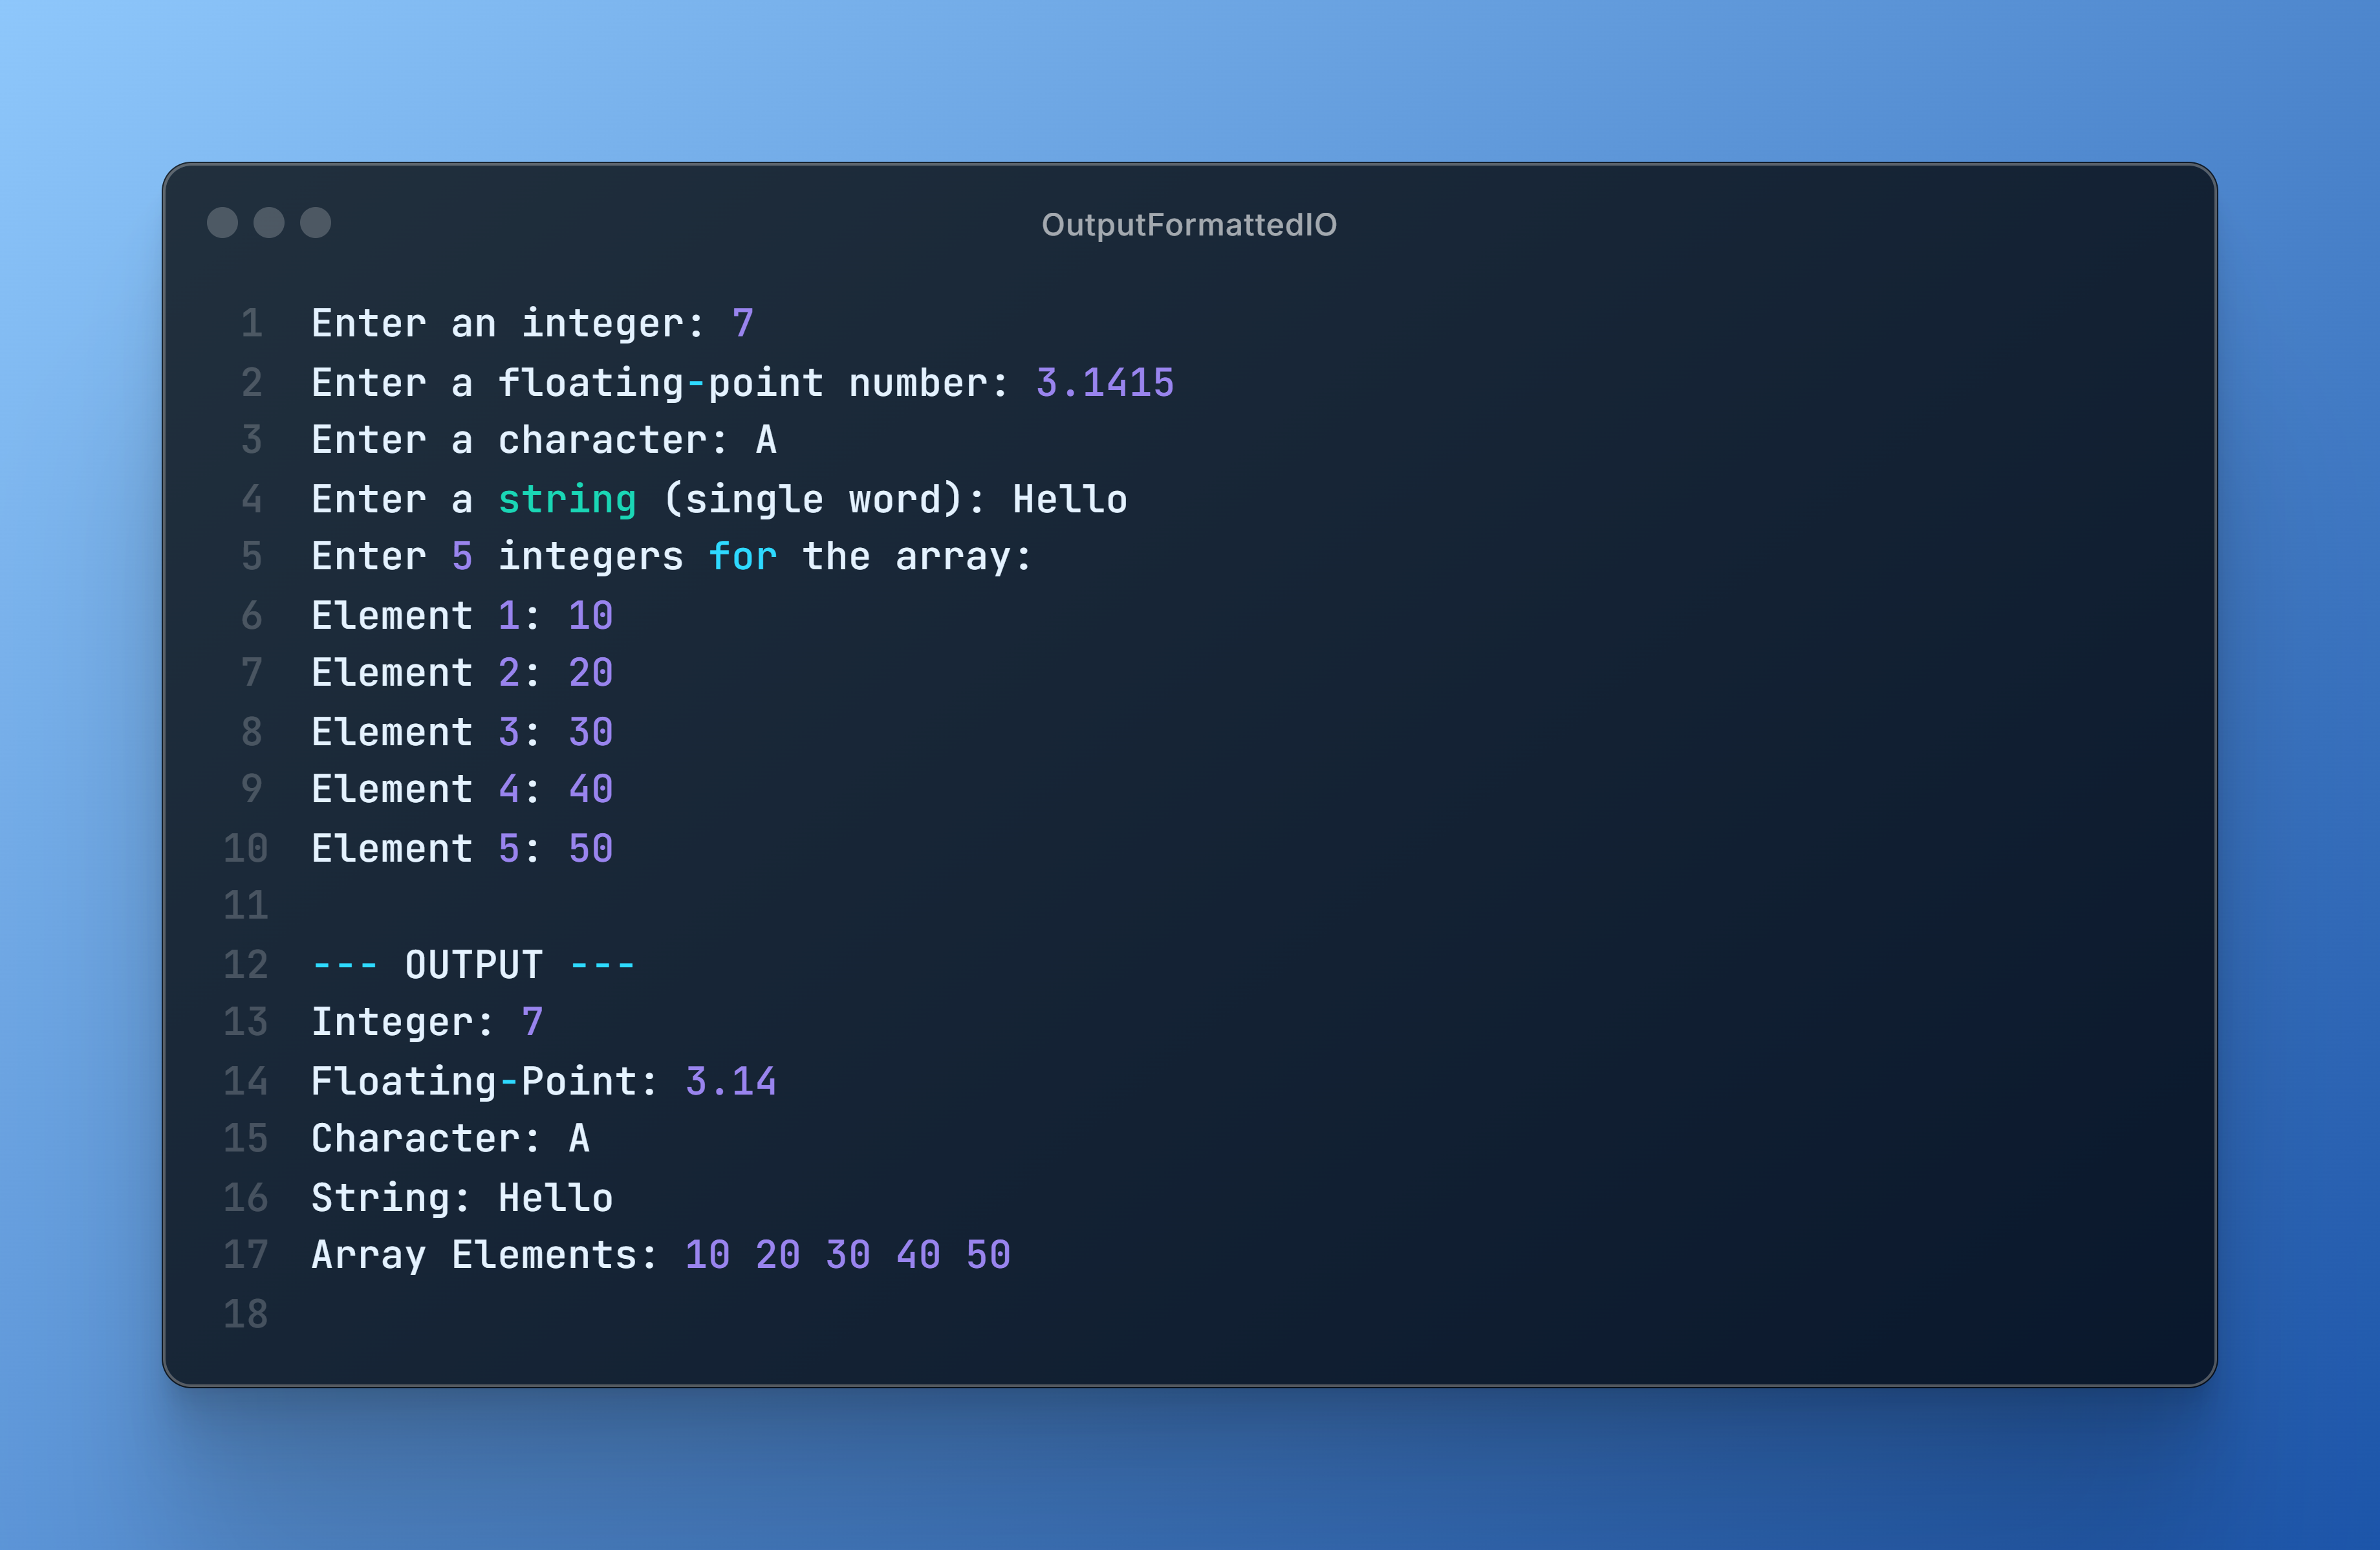 OutputFormattedIO
1 Enter an integer: 7
2 Enter a floating-point number: 3.1415
3 Enter a character: A
4 Enter a string (single word): Hello
5 Enter 5 integers for the array:
6 Element 1: 10
7 Element 2: 20
8 Element 3: 30
9 Element 4: 40
10 Element 5: 50
11
12 --- OUTPUT ---
13 Integer: 7
14 Floating-Point: 3.14
15 Character: A
16 String: Hello
17 Array Elements: 10 20 30 40 50
18